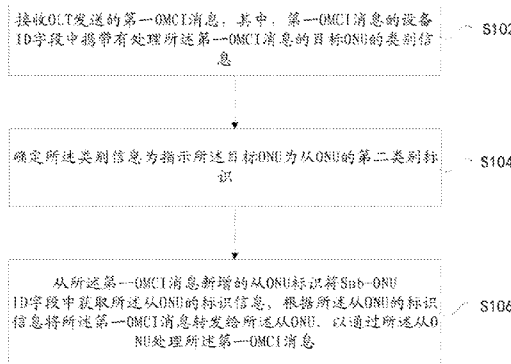 接收OLT发送的第一OMCI消息，其中，第一OMCI消息的设备
ID字段中携带有处理所述第一OMCI消息的目标ONU的类别信
息
S102
确定所述类别信息为指示所述目标ONU为从ONU的第二类别标
识
S104
从所述第一OMCI消息新增的从ONU标识将Sub-ONU
ID字段中获取所述从ONU的标识信息，根据所述从ONU的标识
信息将所述第一OMCI消息转发给所述从ONU，以通过所述从O
NU处理所述第一OMCI消息
S106